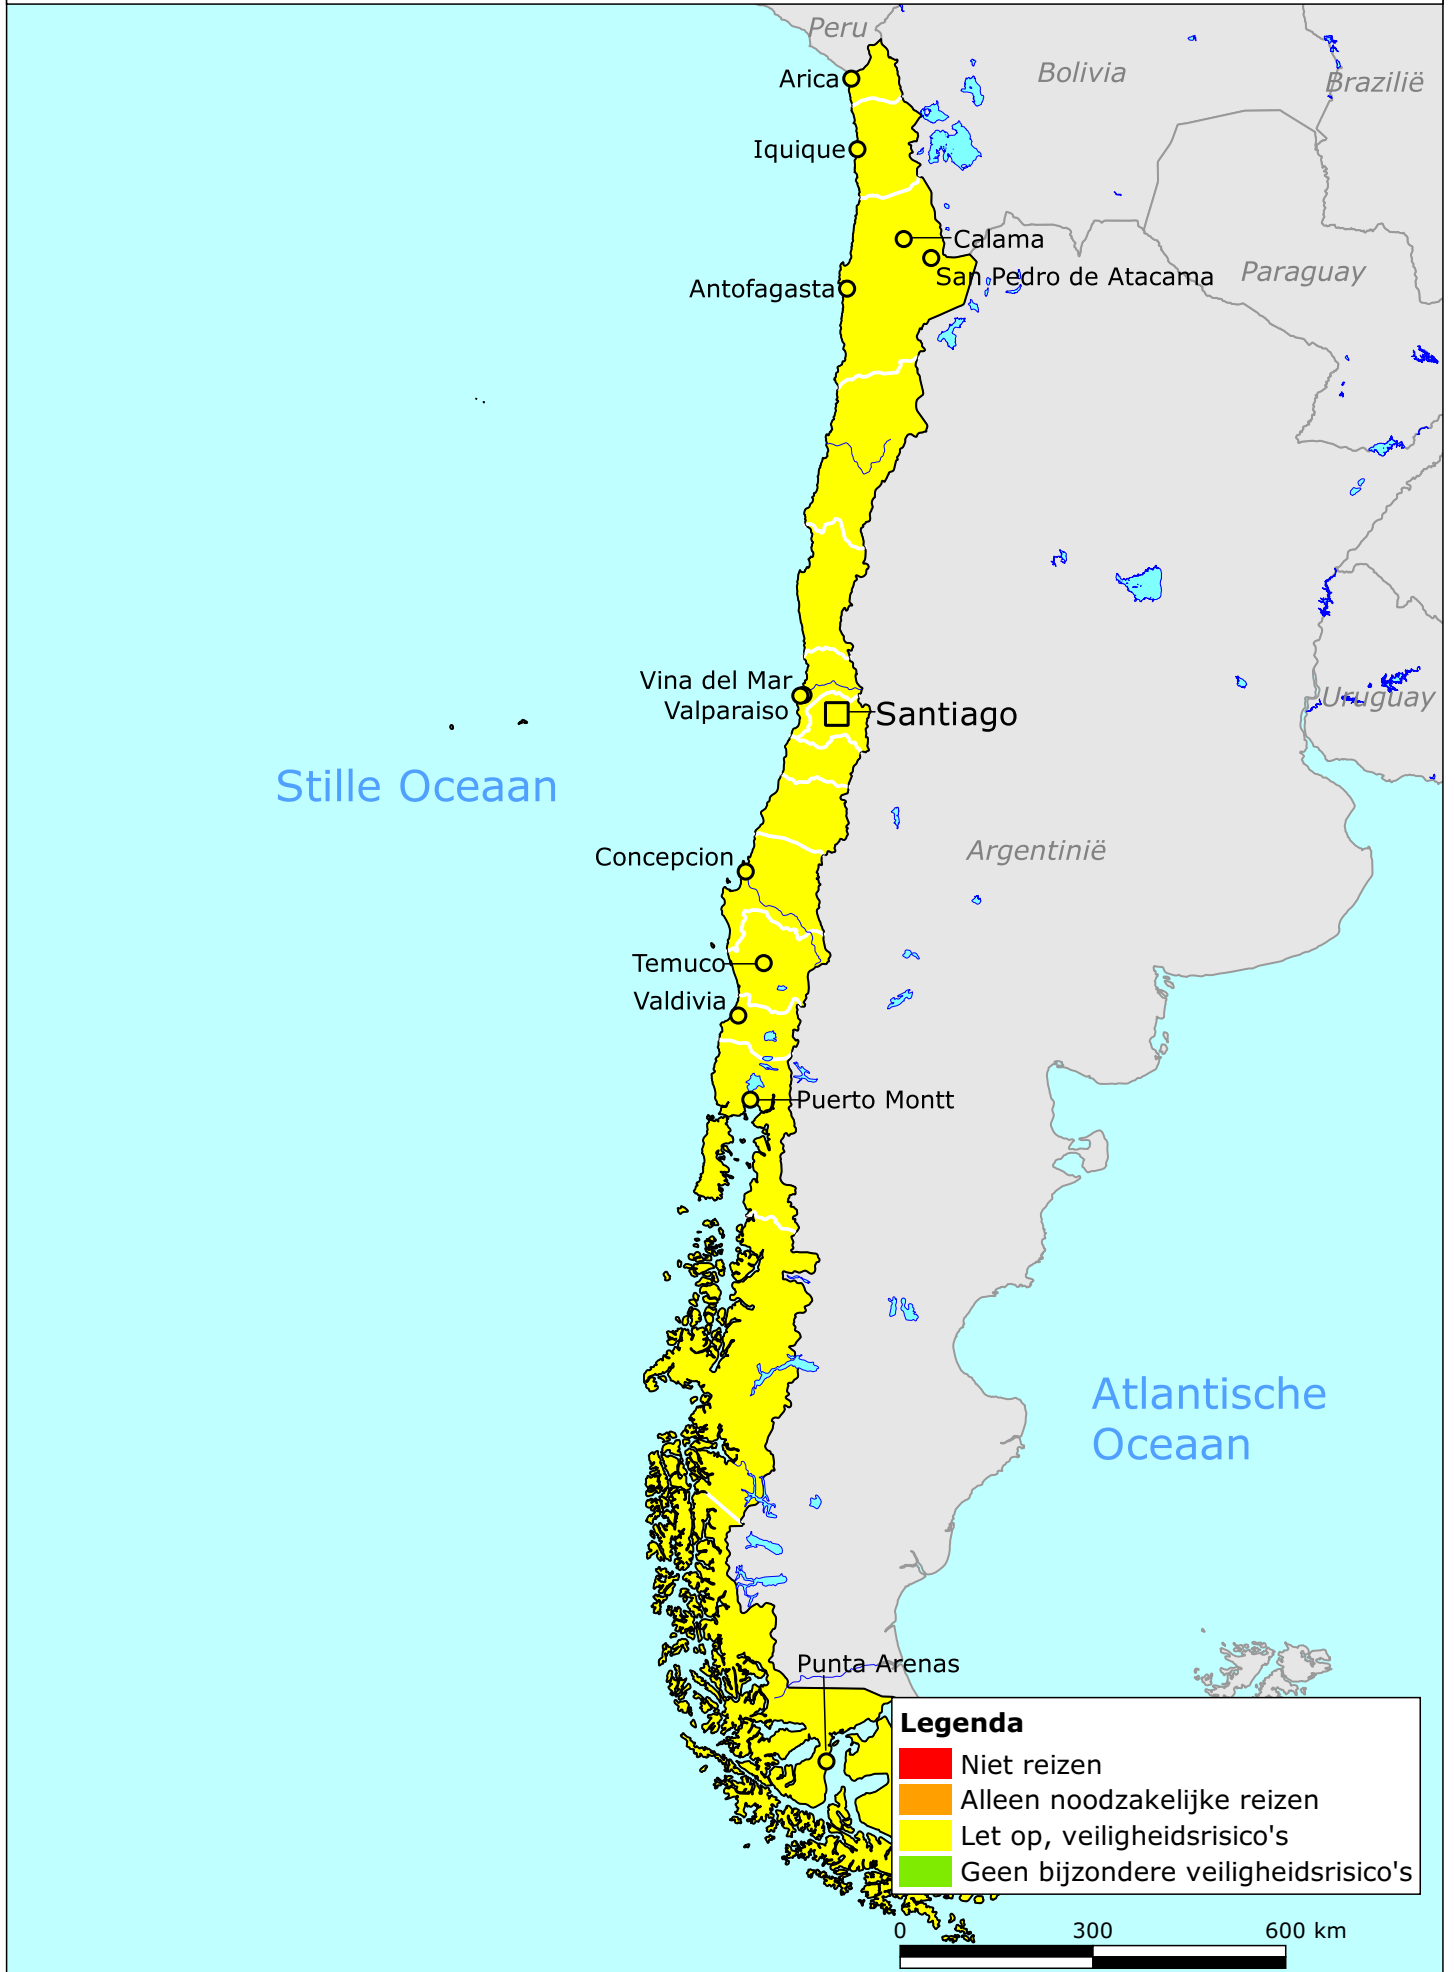 Peru
Bolivia
Brazilië
Arica
Iquique
Calama
San Pedro de Atacama
Paraguay
Antofagasta
Vina del Mar
Valparaiso
Santiago
Uruguay
Stille Oceaan
Argentinië
Concepcion
Temuco
Valdivia
Puerto Montt
Atlantische
Oceaan
Punta Arenas
Legenda
Niet reizen
Alleen noodzakelijke reizen
Let op, veiligheidsrisico's
Geen bijzondere veiligheidsrisico's
0 300 600 km